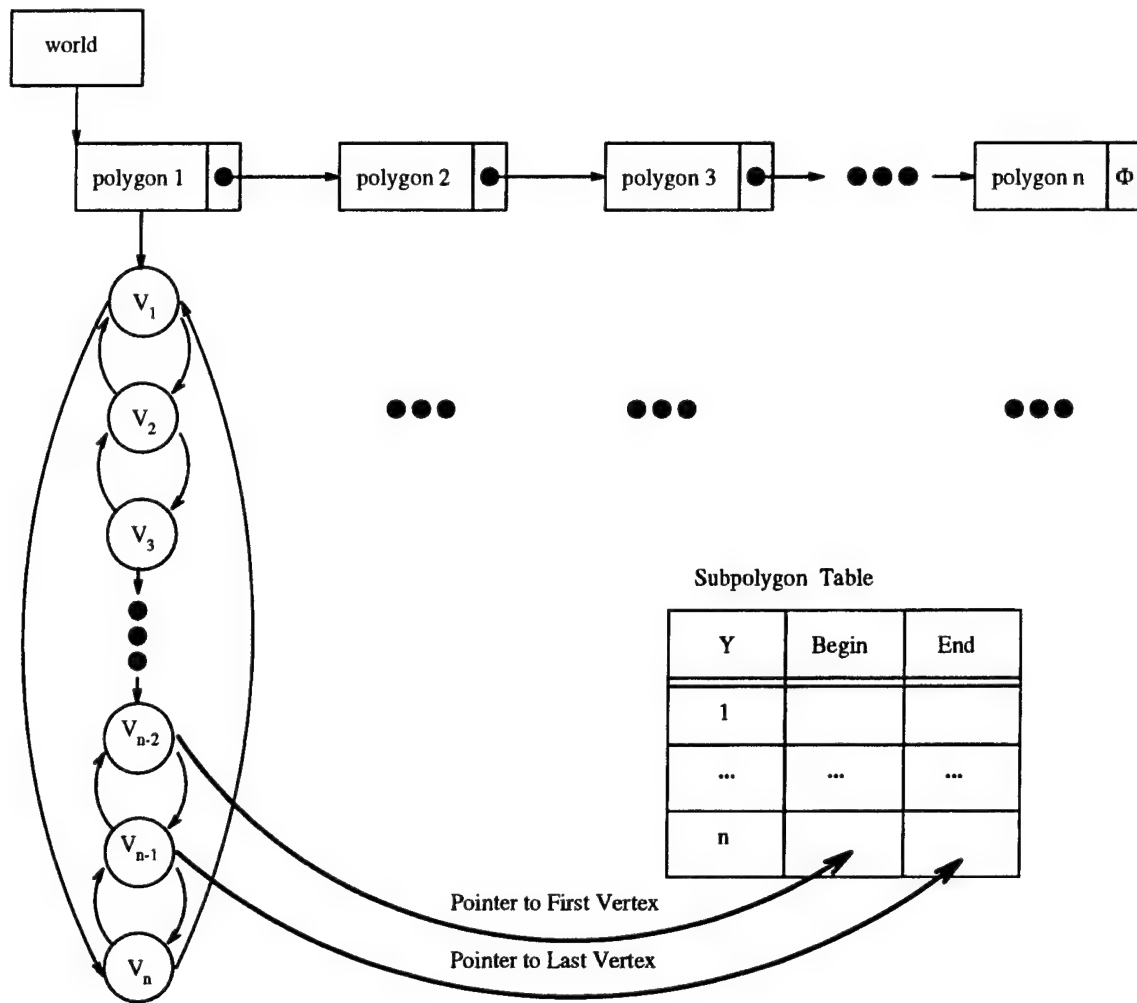 world
polygon 1
polygon 2
polygon 3
polygon n Φ
V1
V2
V3
Subpolygon Table
Y Begin End
1
... ... ...
n
Vn-2
Vn-1
Vn
Pointer to First Vertex
Pointer to Last Vertex